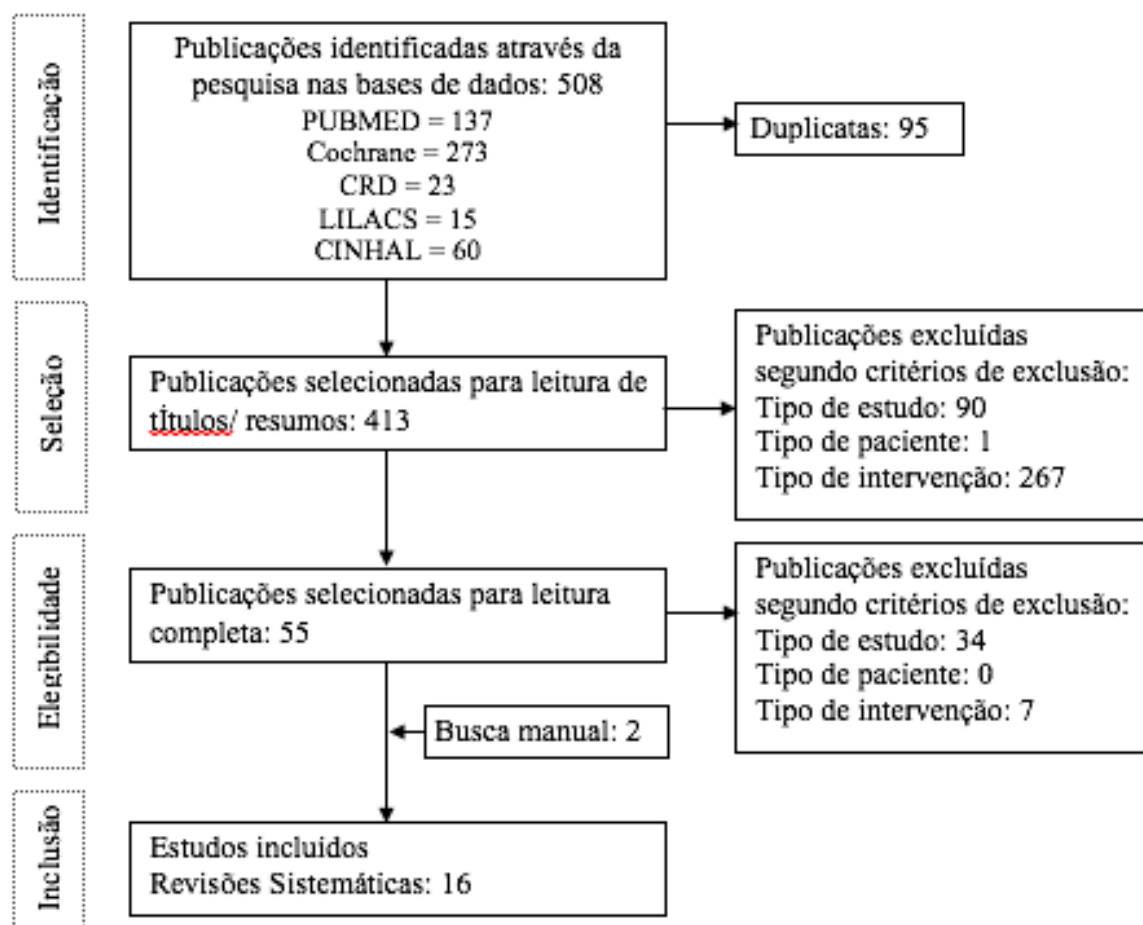 Identificação
Publicações identificadas através da
pesquisa nas bases de dados: 508
PUBMED = 137
Cochrane = 273
CRD = 23
LILACS = 15
CINHAL = 60
Duplicatas: 95
Seleção
Publicações selecionadas para leitura de
títulos/ resumos: 413
Publicações excluídas
segundo critérios de exclusão:
Tipo de estudo: 90
Tipo de paciente: 1
Tipo de intervenção: 267
Elegibilidade
Publicações selecionadas para leitura
completa: 55
Publicações excluídas
segundo critérios de exclusão:
Tipo de estudo: 34
Tipo de paciente: 0
Tipo de intervenção: 7
Busca manual: 2
Inclusão
Estudos incluidos
Revisões Sistemáticas: 16